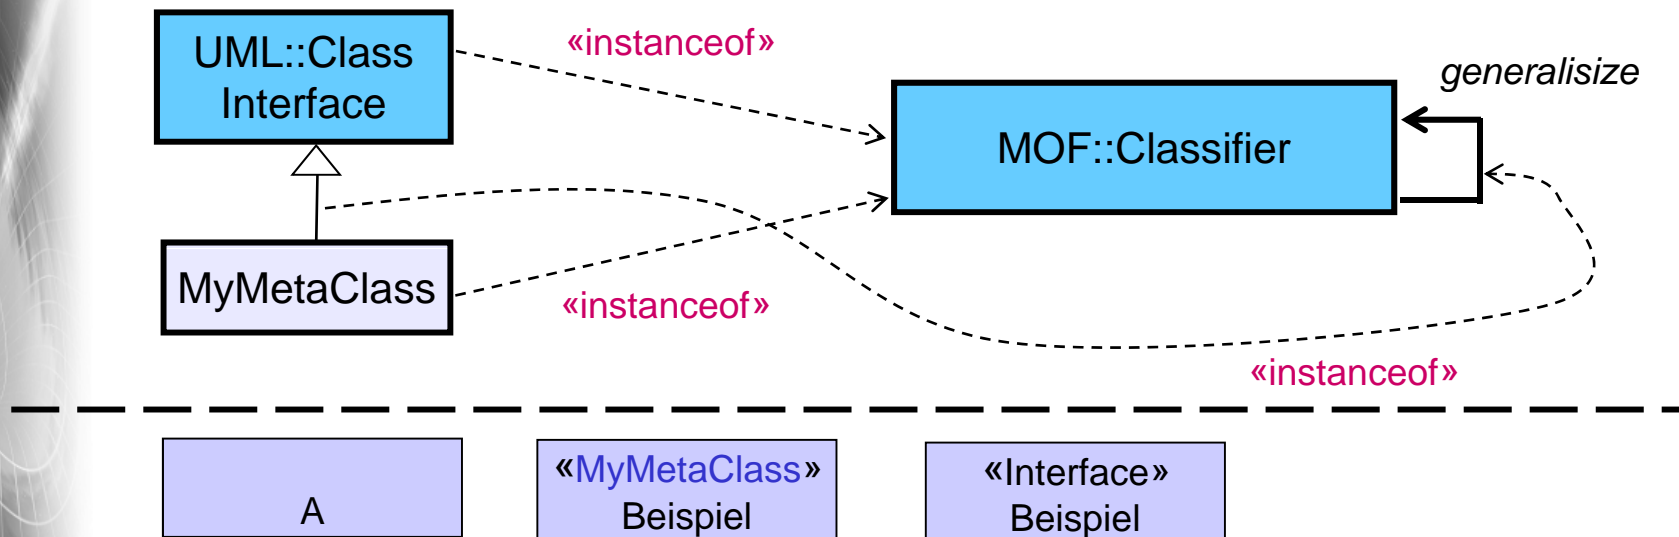 UML::Class
Interface
«instanceof»
generalisize
MOF::Classifier
MyMetaClass
«instanceof»
«instanceof»
A
«MyMetaClass»
Beispiel
«Interface»
Beispiel